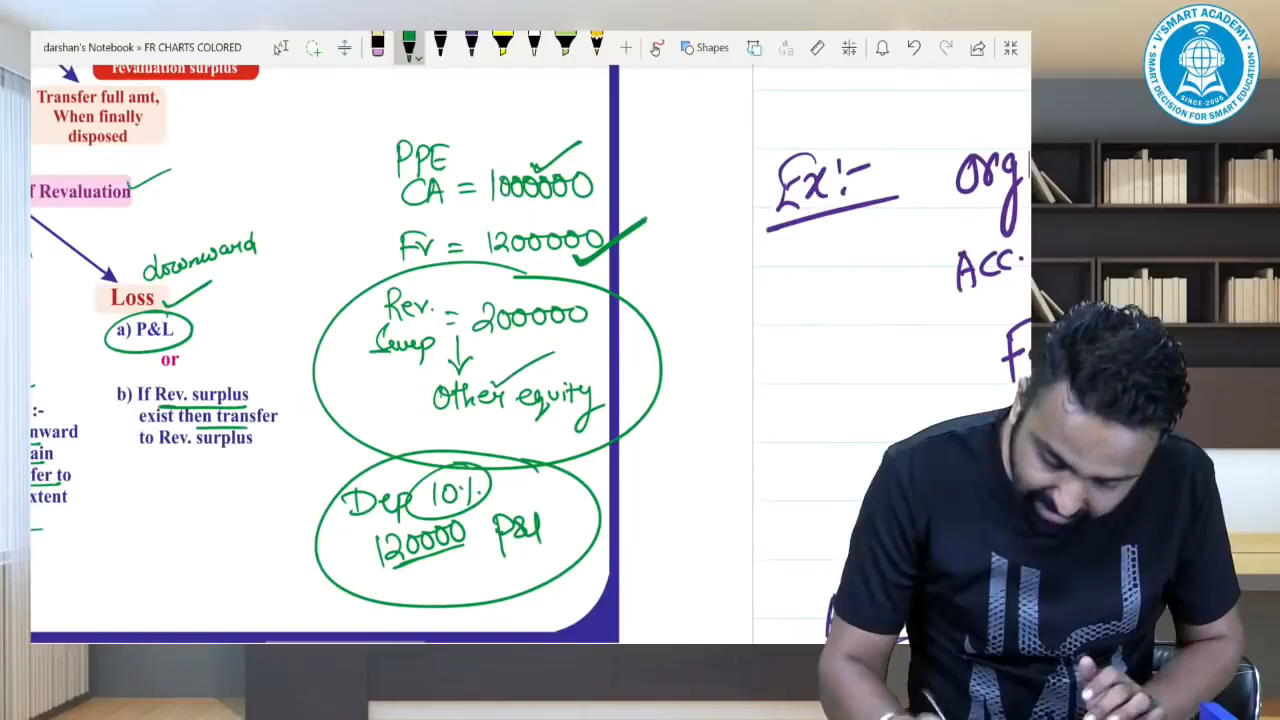 darshan's Notebook » FR CHARTS COLORED
Shapes
V'SMART ACADEMY
SMART DECISION FOR SMART EDUCATION
SINCE-2005
revaluation surplus
Transfer full amt,
When finally
disposed
f Revaluation
downward
Loss
a) P&L
or
b) If Rev. surplus
exist then transfer
to Rev. surplus
:-
nward
ain
fer to
xtent
PPE
CA = 1000000
FV = 1200000
Rev.
= 200000
Other equity
Dep 10%
120000 P&L
Ex:-
org
Acc.